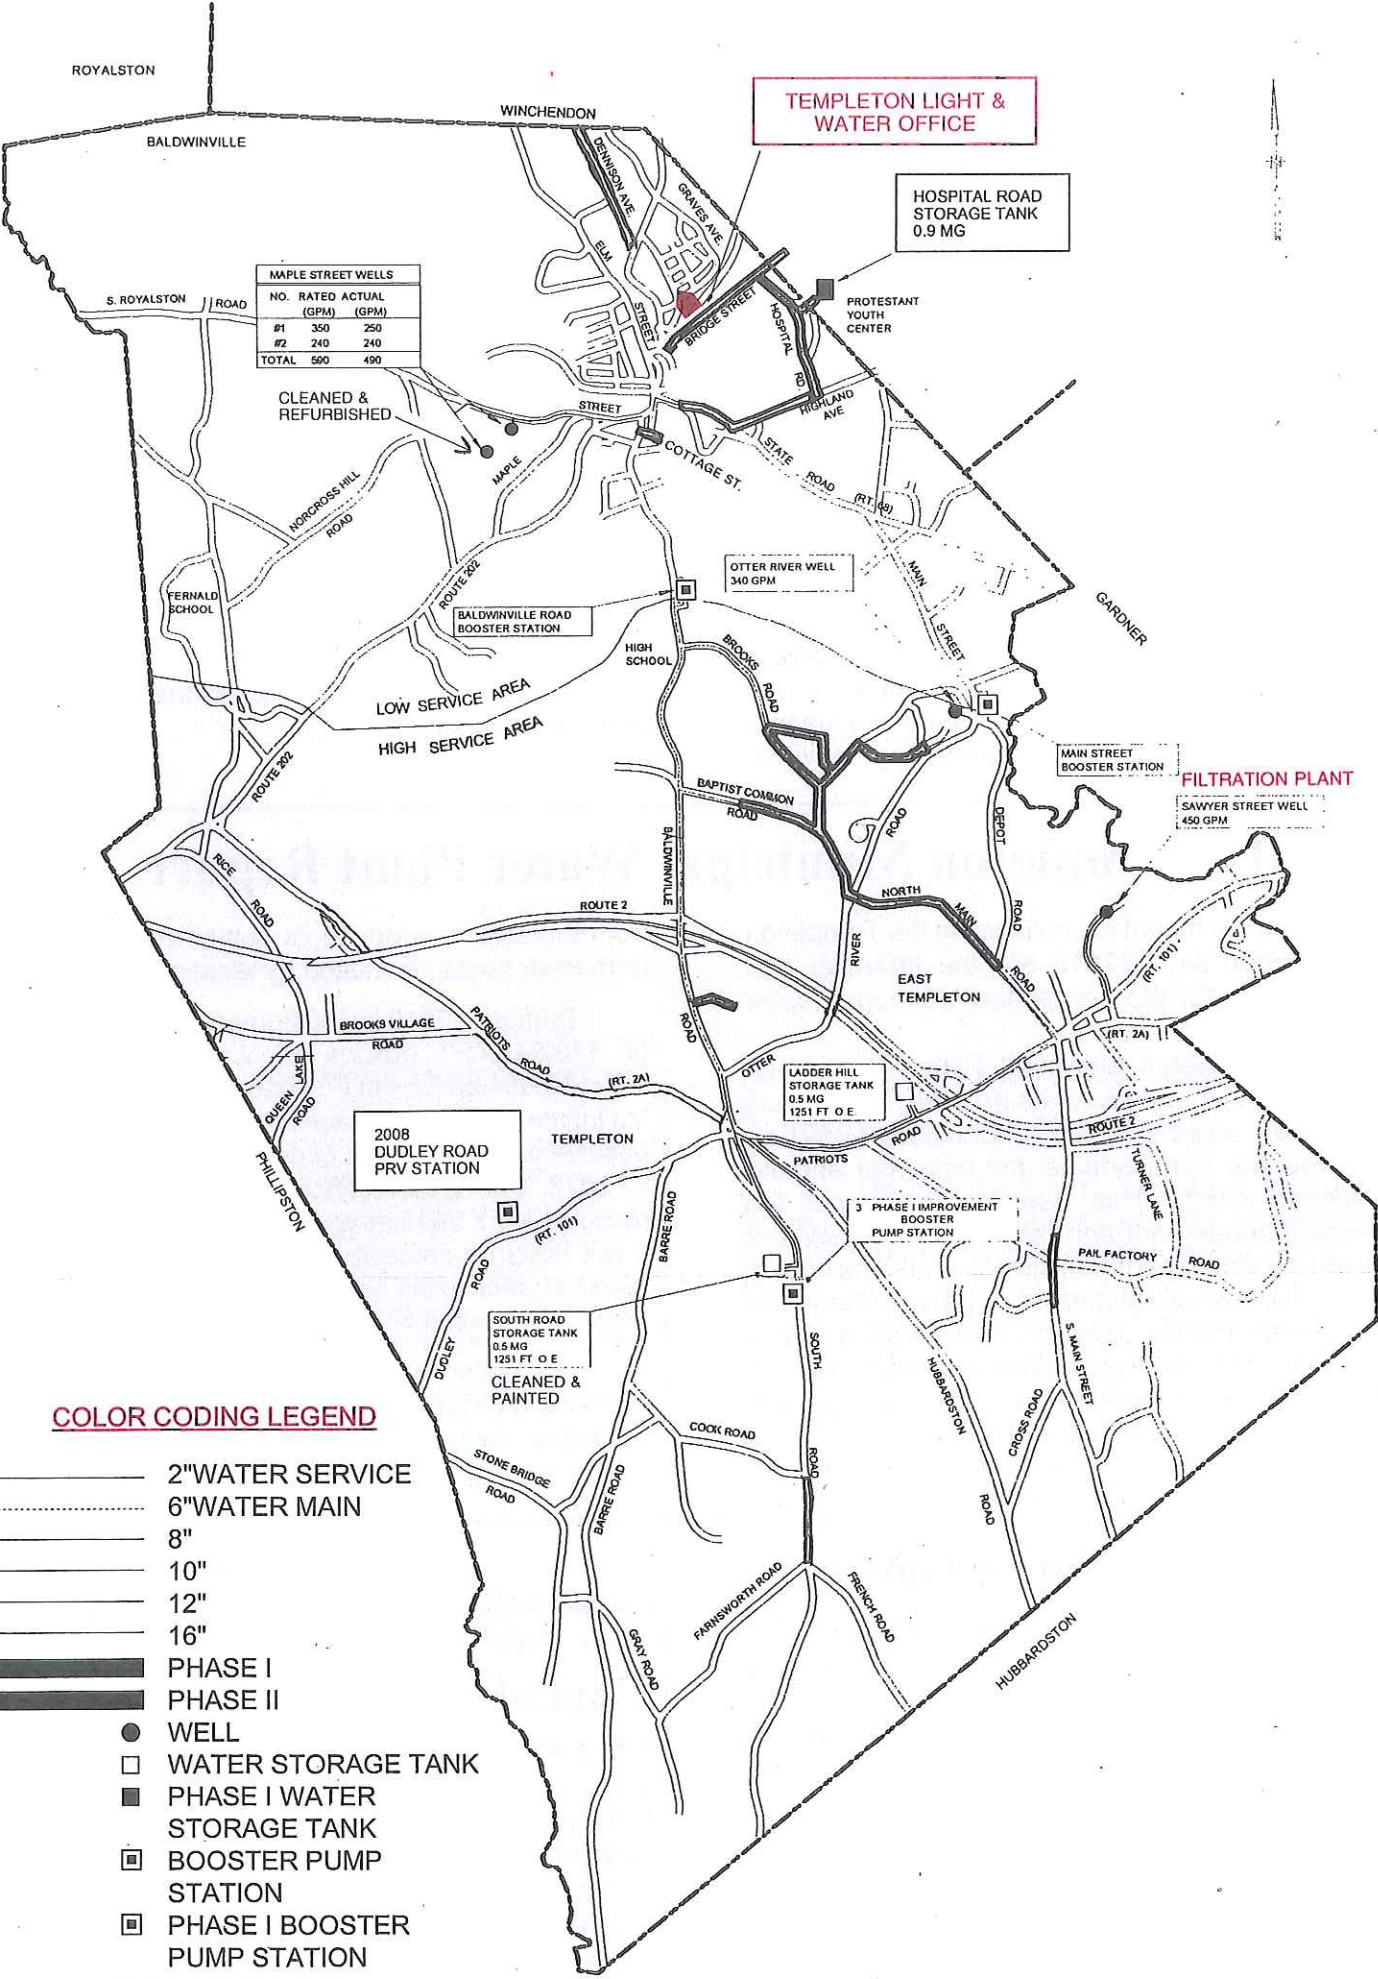 ROYALSTON
WINCHENDON
BALDWINVILLE
TEMPLETON LIGHT &
WATER OFFICE
HOSPITAL ROAD
STORAGE TANK
0.9 MG
DENNISON AVE.
GRAVES AVE.
ELM
STREET
BRIDGE STREET
HOSPITAL
RD.
PROTESTANT
YOUTH
CENTER
HIGHLAND
AVE
MAPLE STREET WELLS
NO. RATED ACTUAL
(GPM) (GPM)
#1 350 250
#2 240 240
TOTAL 590 490
S. ROYALSTON
ROAD
CLEANED &
REFURBISHED
STREET
MAPLE
COTTAGE ST.
STATE
ROAD
(RT. 68)
NORCROSS HILL
ROAD
ROUTE 202
FERNALD
SCHOOL
OTTER RIVER WELL
340 GPM
MAIN
STREET
GARDNER
BALDWINVILLE ROAD
BOOSTER STATION
HIGH
SCHOOL
BROOKS
ROAD
LOW SERVICE AREA
HIGH SERVICE AREA
ROUTE 202
MAIN STREET
BOOSTER STATION
FILTRATION PLANT
SAWYER STREET WELL
450 GPM
BAPTIST COMMON
ROAD
ROAD
DEPOT
ROAD
BALDWINVILLE
ROAD
RICE
ROAD
ROUTE 2
NORTH
MAIN
ROAD
RIVER
OTTER
EAST
TEMPLETON
(RT. 101)
(RT. 2A)
BROOKS VILLAGE
ROAD
PATRIOTS
ROAD
(RT. 2A)
QUEEN
LAKE
ROAD
LADDER HILL
STORAGE TANK
0.5 MG
1251 FT O E
2008
DUDLEY ROAD
PRV STATION
TEMPLETON
PATRIOTS
ROAD
ROUTE 2
TURNER LANE
PHILLIPSTON
3 PHASE I IMPROVEMENT
BOOSTER
PUMP STATION
(RT. 101)
BARRE ROAD
PAIL FACTORY
ROAD
DUDLEY
ROAD
SOUTH ROAD
STORAGE TANK
0.5 MG
1251 FT O E
CLEANED &
PAINTED
SOUTH
ROAD
HUBBARDSTON
ROAD
CROSS ROAD
S. MAIN STREET
COOK ROAD
STONE BRIDGE
ROAD
BARRE ROAD
FARNSWORTH ROAD
FRENCH ROAD
GRAY ROAD
HUBBARDSTON
COLOR CODING LEGEND
2"WATER SERVICE
6"WATER MAIN
8"
10"
12"
16"
PHASE I
PHASE II
WELL
WATER STORAGE TANK
PHASE I WATER
STORAGE TANK
BOOSTER PUMP
STATION
PHASE I BOOSTER
PUMP STATION